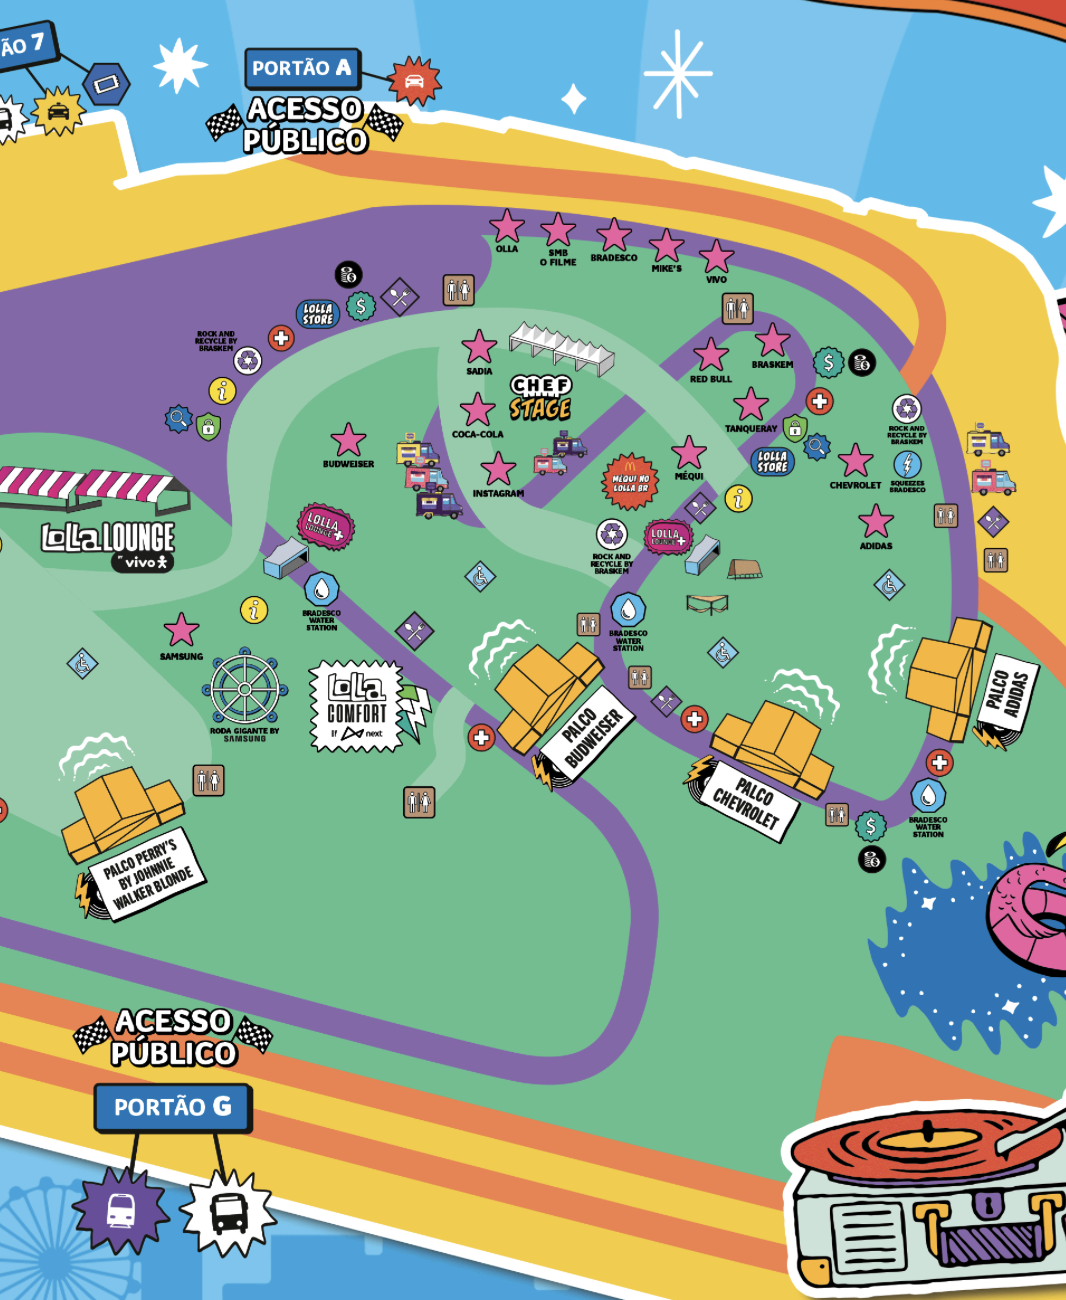 ÃO 7
PORTÃO A
ACESSO
PÚBLICO
OLLA
SMB
O FILME
BRADESCO
MIKE'S
VIVO
LOLLA
STORE
$
ROCK AND
RECYCLE BY
BRASKEM
i
SADIA
CHEF
STAGE
COCA-COLA
INSTAGRAM
BUDWEISER
RED BULL
BRASKEM
$
TANQUERAY
LOLLA
STORE
ROCK AND
RECYCLE BY
BRASKEM
CHEVROLET
SQUEEZES
BRADESCO
MÉQUI NO
LOLLA BR
MÉQUI
i
ADIDAS
LOLLA
LOUNGE+
ROCK AND
RECYCLE BY
BRASKEM
LOLLA
LOUNGE+
LOLLA LOUNGE
BY vivo
BRADESCO
WATER
STATION
i
BRADESCO
WATER
STATION
SAMSUNG
RODA GIGANTE BY
SAMSUNG
LOLLA
COMFORT
BY next
PALCO
BUDWEISER
PALCO
ADIDAS
PALCO
CHEVROLET
$
BRADESCO
WATER
STATION
PALCO PERRY'S
BY JOHNNIE
WALKER BLONDE
ACESSO
PÚBLICO
PORTÃO G